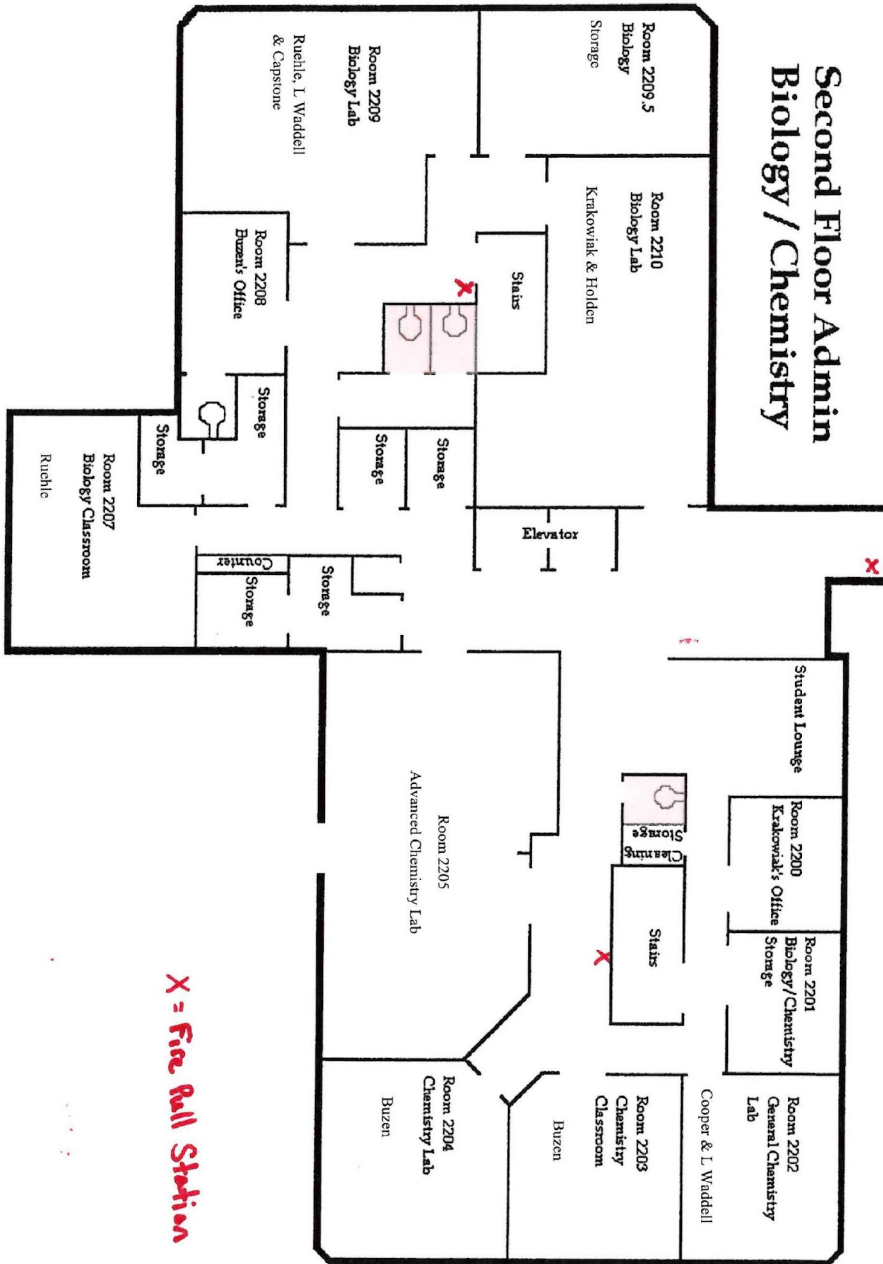 Second Floor Admin
Biology / Chemistry
Room 2209.5
Biology
Storage
Room 2209
Biology Lab
Ruehle, L Waddell
& Capstone
Room 2210
Biology Lab
Krakowiak & Holden
Stairs
Room 2208
Buzen's Office
Storage
Storage
Storage
Storage
Room 2207
Biology Classroom
Ruehle
Elevator
Counter
Storage
Storage
Student Lounge
Room 2200
Krakowiak's Office
Room 2201
Biology/Chemistry
Storage
Cleaning
Storage
Stairs
Room 2202
General Chemistry
Lab
Cooper & L Waddell
Room 2203
Chemistry
Classroom
Buzen
Room 2204
Chemistry Lab
Buzen
Room 2205
Advanced Chemistry Lab
X
X
X
X = Fire Pull Station